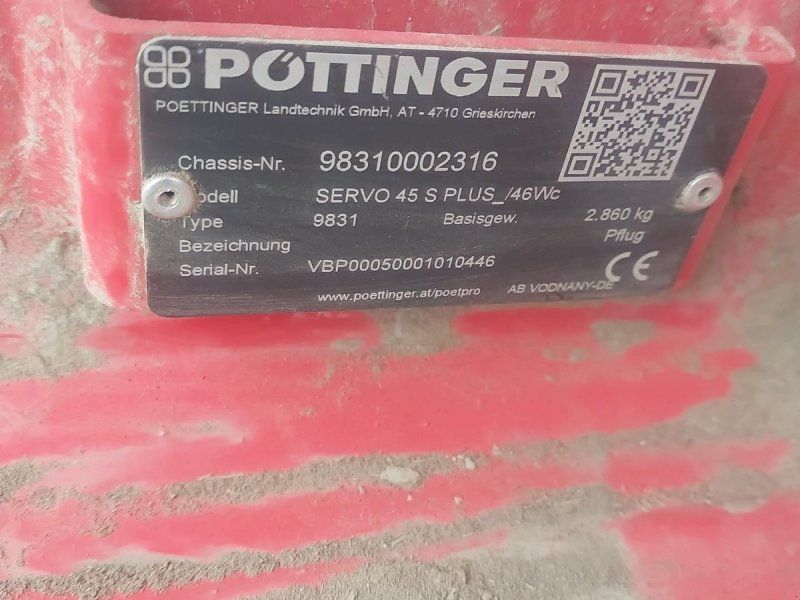 PÖTTINGER
POETTINGER Landtechnik GmbH, AT - 4710 Grieskirchen
Chassis-Nr. 98310002316
SERVO 45 S PLUS_/46Wc
Type 9831 Basisgew. 2.860 kg
Bezeichnung Pflug
Serial-Nr. VBP00050001010446
CE
www.poettinger.at/poetpro AB VODNANY-DE